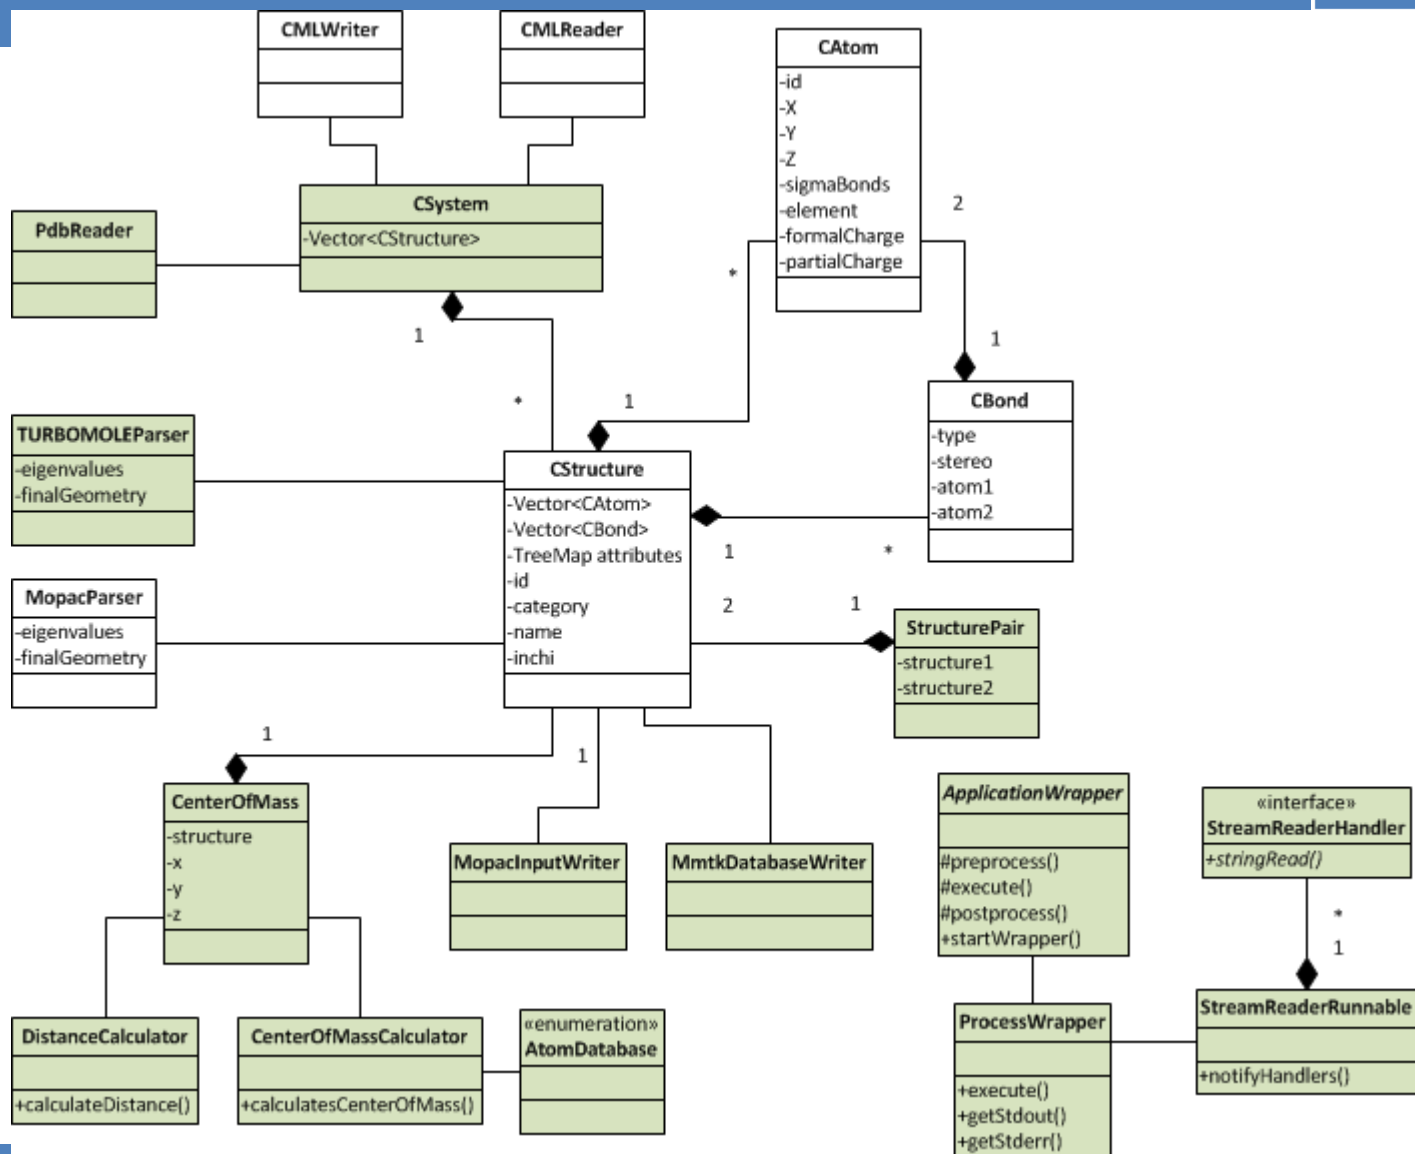 CMLWriter
CMLReader
CAtom
-id
-X
-Y
-Z
-sigmaBonds
-element
-formalCharge
-partialCharge
CSystem
-Vector<CStructure>
PdbReader
1
*
*
1
2
1
CBond
-type
-stereo
-atom1
-atom2
TURBOMOLEParser
-eigenvalues
-finalGeometry
CStructure
-Vector<CAtom>
-Vector<CBond>
-TreeMap attributes
-id
-category
-name
-inchi
1
*
2
1
MopacParser
-eigenvalues
-finalGeometry
StructurePair
-structure1
-structure2
1
1
CenterOfMass
-structure
-x
-y
-z
MopacInputWriter
MmtkDatabaseWriter
ApplicationWrapper
#preprocess()
#execute()
#postprocess()
+startWrapper()
«interface»
StreamReaderHandler
+stringRead()
*
1
DistanceCalculator
+calculateDistance()
CenterOfMassCalculator
+calculatesCenterOfMass()
«enumeration»
AtomDatabase
ProcessWrapper
+execute()
+getStdout()
+getStderr()
StreamReaderRunnable
+notifyHandlers()